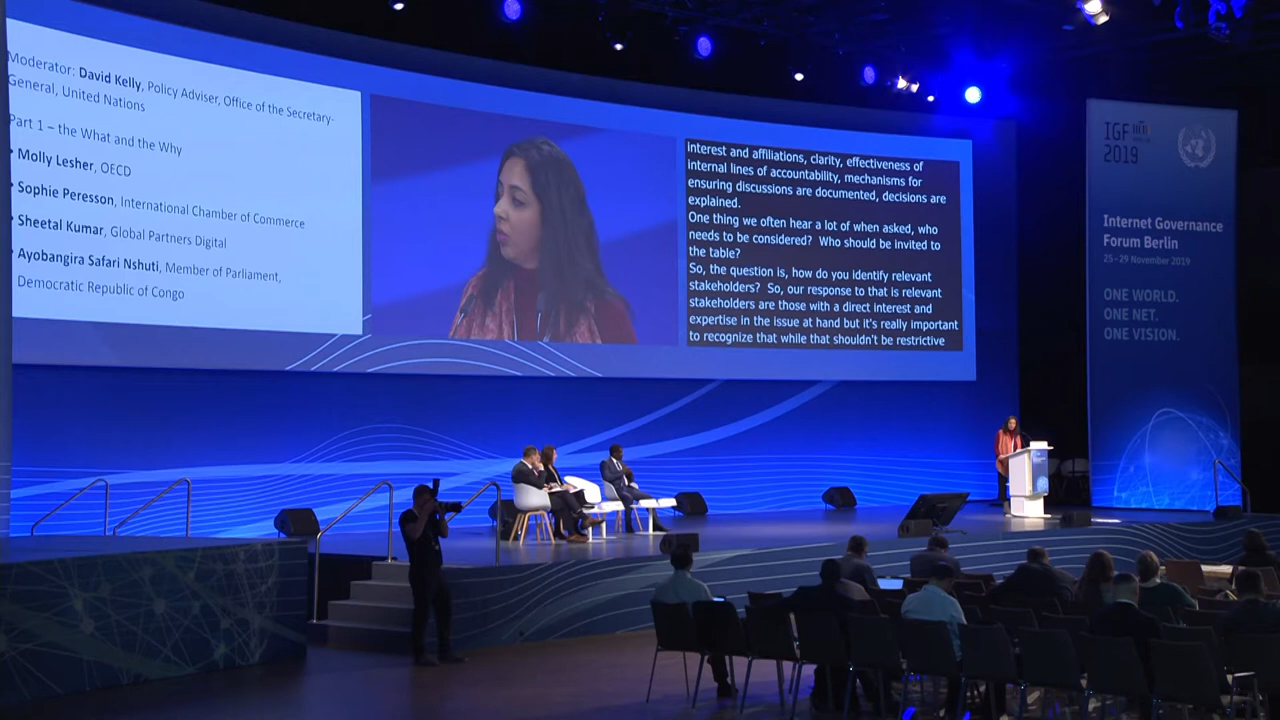 Moderator: David Kelly, Policy Adviser, Office of the Secretary-
General, United Nations
Part 1 – the What and the Why
• Molly Lesher, OECD
• Sophie Peresson, International Chamber of Commerce
• Sheetal Kumar, Global Partners Digital
• Ayobangira Safari Nshuti, Member of Parliament,
Democratic Republic of Congo
interest and affiliations, clarity, effectiveness of
internal lines of accountability, mechanisms for
ensuring discussions are documented, decisions are
explained.
One thing we often hear a lot of when asked, who
needs to be considered? Who should be invited to
the table?
So, the question is, how do you identify relevant
stakeholders? So, our response to that is relevant
stakeholders are those with a direct interest and
expertise in the issue at hand but it's really important
to recognize that while that shouldn't be restrictive
IGF
2019
Internet Governance
Forum Berlin
25–29 November 2019
ONE WORLD.
ONE NET.
ONE VISION.